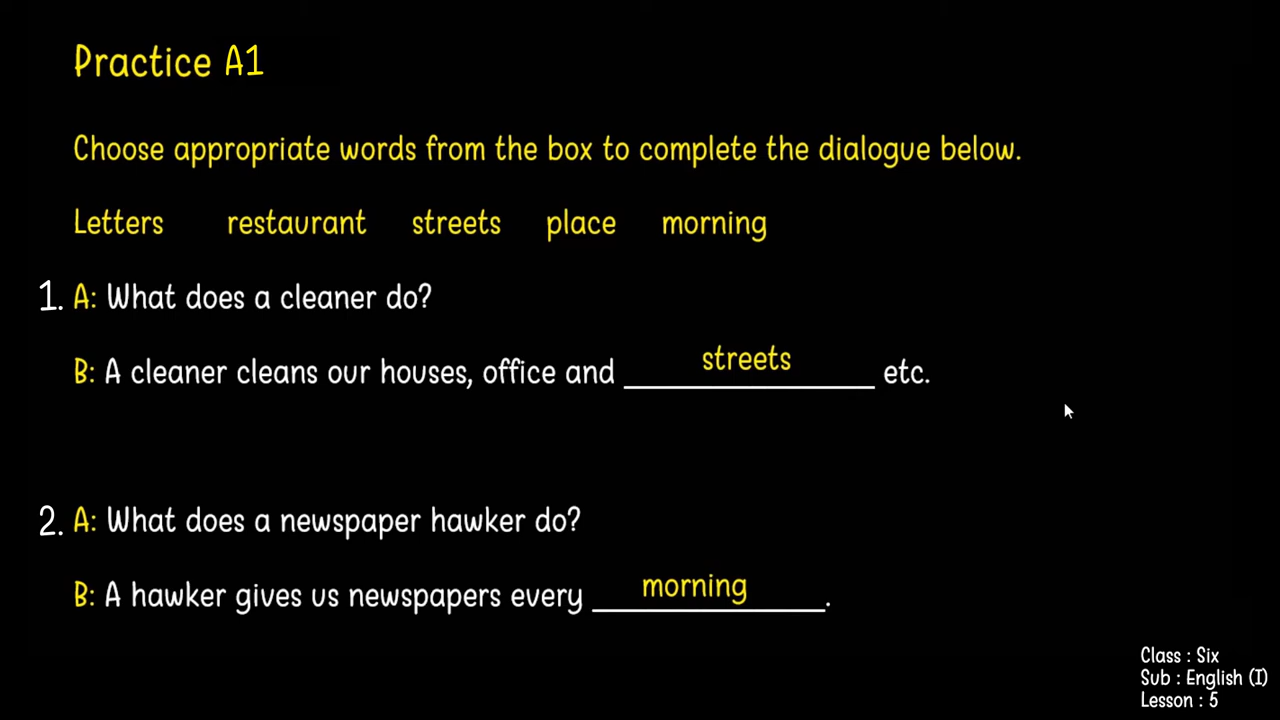 Practice A1
Choose appropriate words from the box to complete the dialogue below.
Letters restaurant streets place morning
1. A: What does a cleaner do?
B: A cleaner cleans our houses, office and streets etc.
2. A: What does a newspaper hawker do?
B: A hawker gives us newspapers every morning.
Class : Six
Sub : English (I)
Lesson : 5